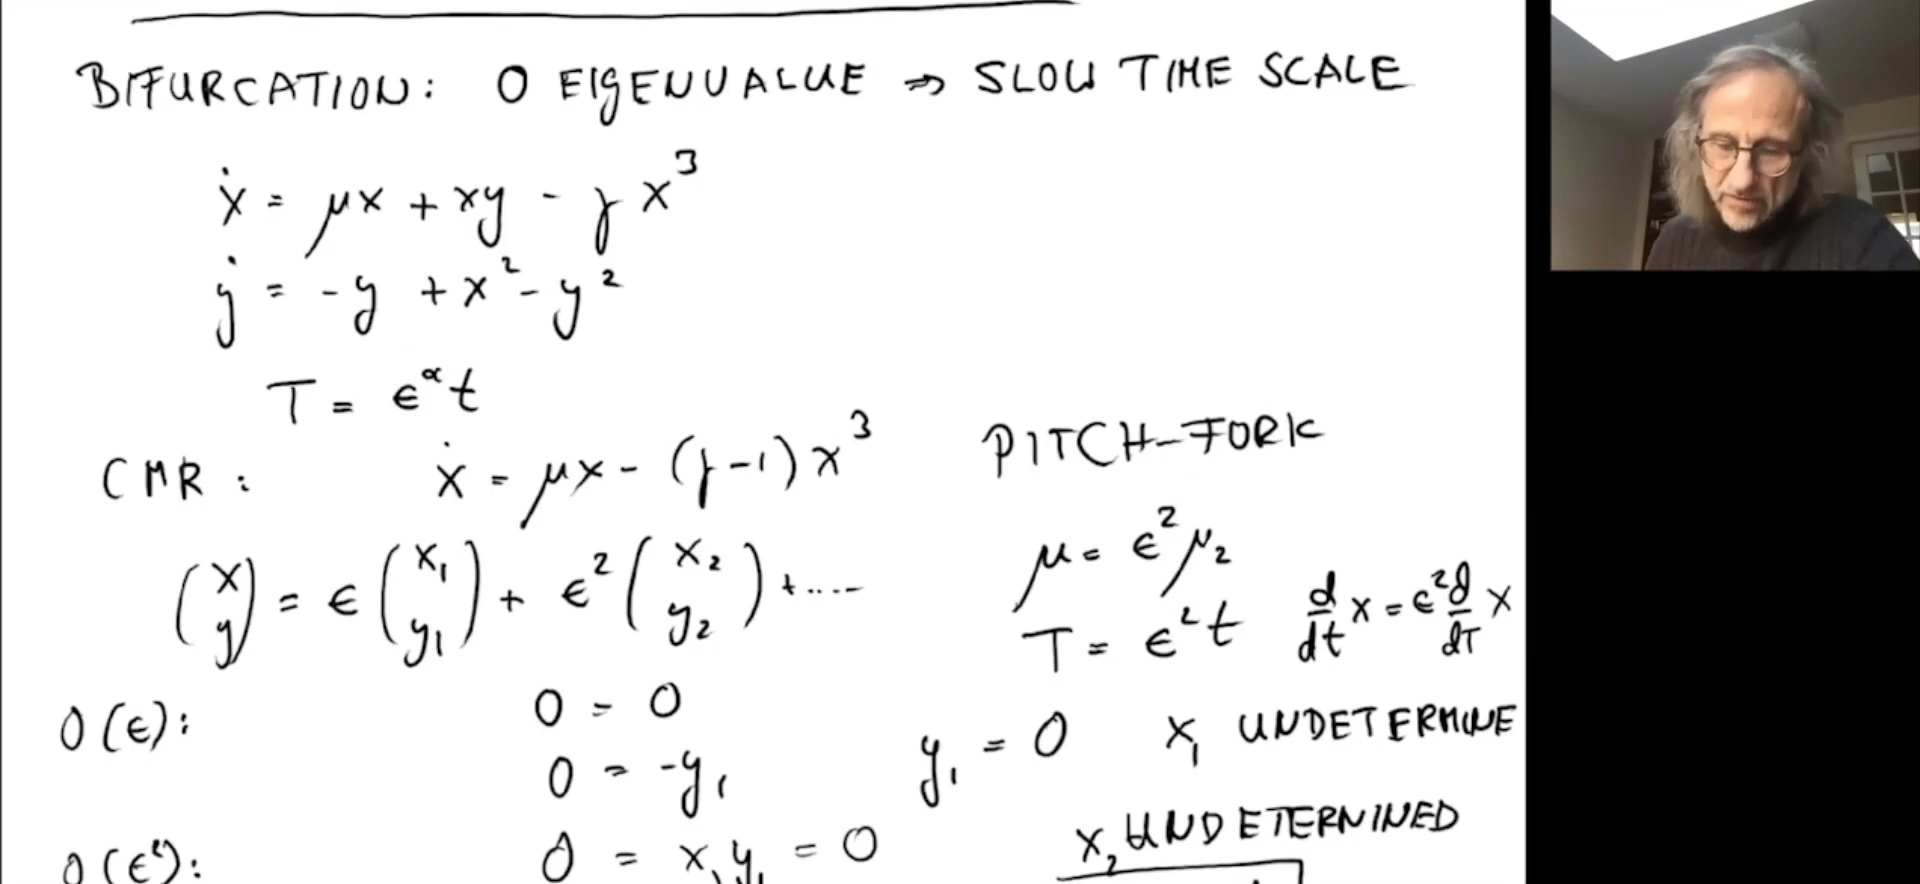 BIFURCATION: 0 EIGENVALUE ⇒ SLOW TIME SCALE
ẋ = μx + xy - γx³
ẏ = -y + x² - y²
T = ϵ^α t
CMR: ẋ = μx - (γ-1)x³ PITCH-FORK
(x y) = ϵ (x₁ y₁) + ϵ² (x₂ y₂) + ....
μ = ϵ²μ₂
T = ϵ²t d/dt x = ϵ² d/dT x
O(ϵ): 0 = 0
0 = -y₁ y₁ = 0 x₁ UNDETERMINE
O(ϵ²): 0 = x₁y₁ = 0 x₂ UNDETERNINED